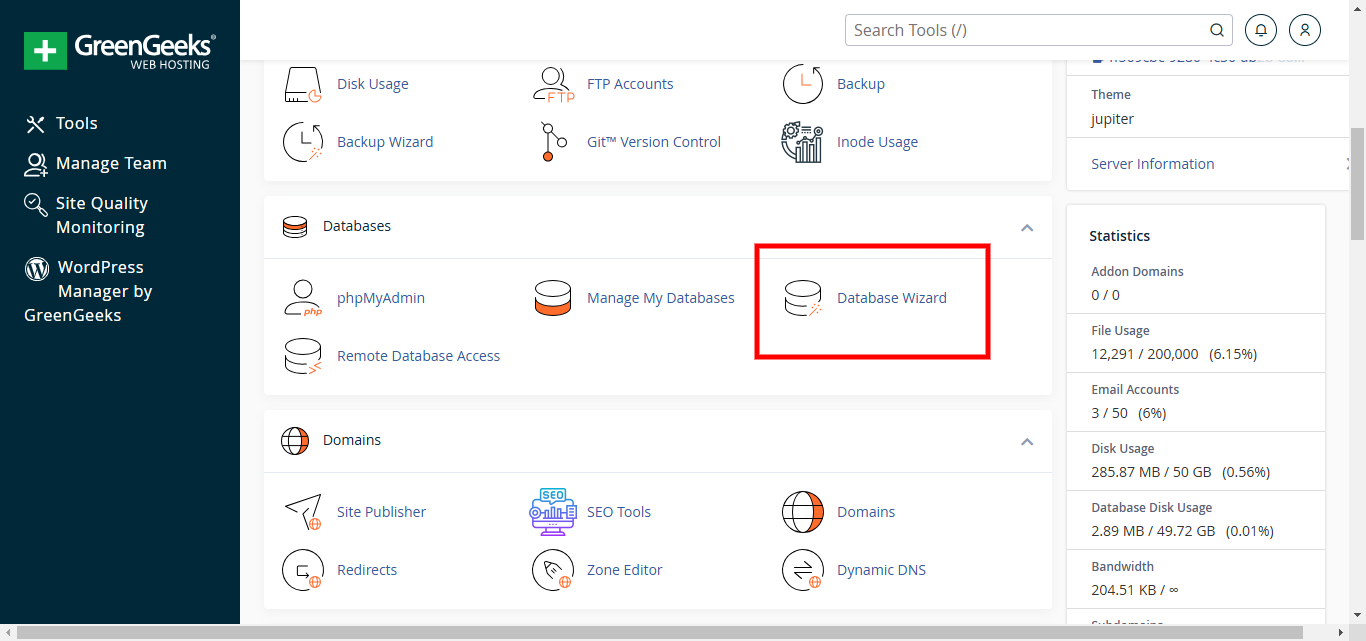 GreenGeeks®
WEB HOSTING
Search Tools (/)
Tools
Manage Team
Site Quality
Monitoring
WordPress
Manager by
GreenGeeks
Disk Usage
FTP
FTP Accounts
Backup
Backup Wizard
Git™ Version Control
Inode Usage
Databases
php
phpMyAdmin
Manage My Databases
Database Wizard
Remote Database Access
Domains
Site Publisher
SEO
SEO Tools
Domains
Redirects
Zone Editor
Dynamic DNS
Theme
jupiter
Server Information
Statistics
Addon Domains
0 / 0
File Usage
12,291 / 200,000 (6.15%)
Email Accounts
3 / 50 (6%)
Disk Usage
285.87 MB / 50 GB (0.56%)
Database Disk Usage
2.89 MB / 49.72 GB (0.01%)
Bandwidth
204.51 KB / ∞